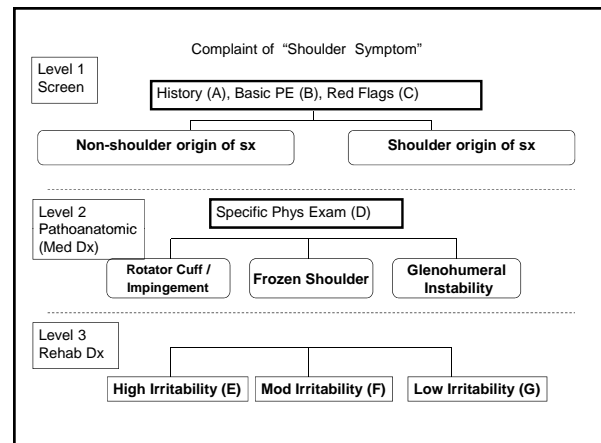 Complaint of “Shoulder Symptom”
Level 1
Screen
History (A), Basic PE (B), Red Flags (C)
Non-shoulder origin of sx
Shoulder origin of sx
Level 2
Pathoanatomic
(Med Dx)
Specific Phys Exam (D)
Rotator Cuff /
Impingement
Frozen Shoulder
Glenohumeral
Instability
Level 3
Rehab Dx
High Irritability (E)
Mod Irritability (F)
Low Irritability (G)